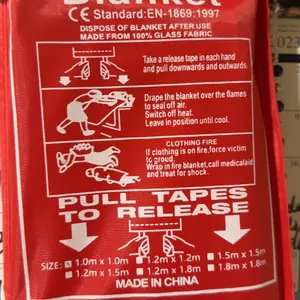 Blanket
CE Standard:EN-1869:1997
DISPOSE OF BLANKET AFTER USE
MADE FROM 100% GLASS FABRIC
Take a release tape in each hand
and pull downwards and outwards.
Drape the blanket over the flames
to seal off air.
Switch off heat.
Leave in position until cool.
CLOTHING FIRE
If clothing is on fire,force victim
to groud.
Wrap in fire blanket,call medicalaid
and treat for shock.
PULL TAPES
TO RELEASE
SIZE: 1.0m x 1.0m 1.2m x 1.2m 1.5m x 1.5m
1.2m x 1.5m 1.2m x 1.8m 1.8m x 1.8m
MADE IN CHINA